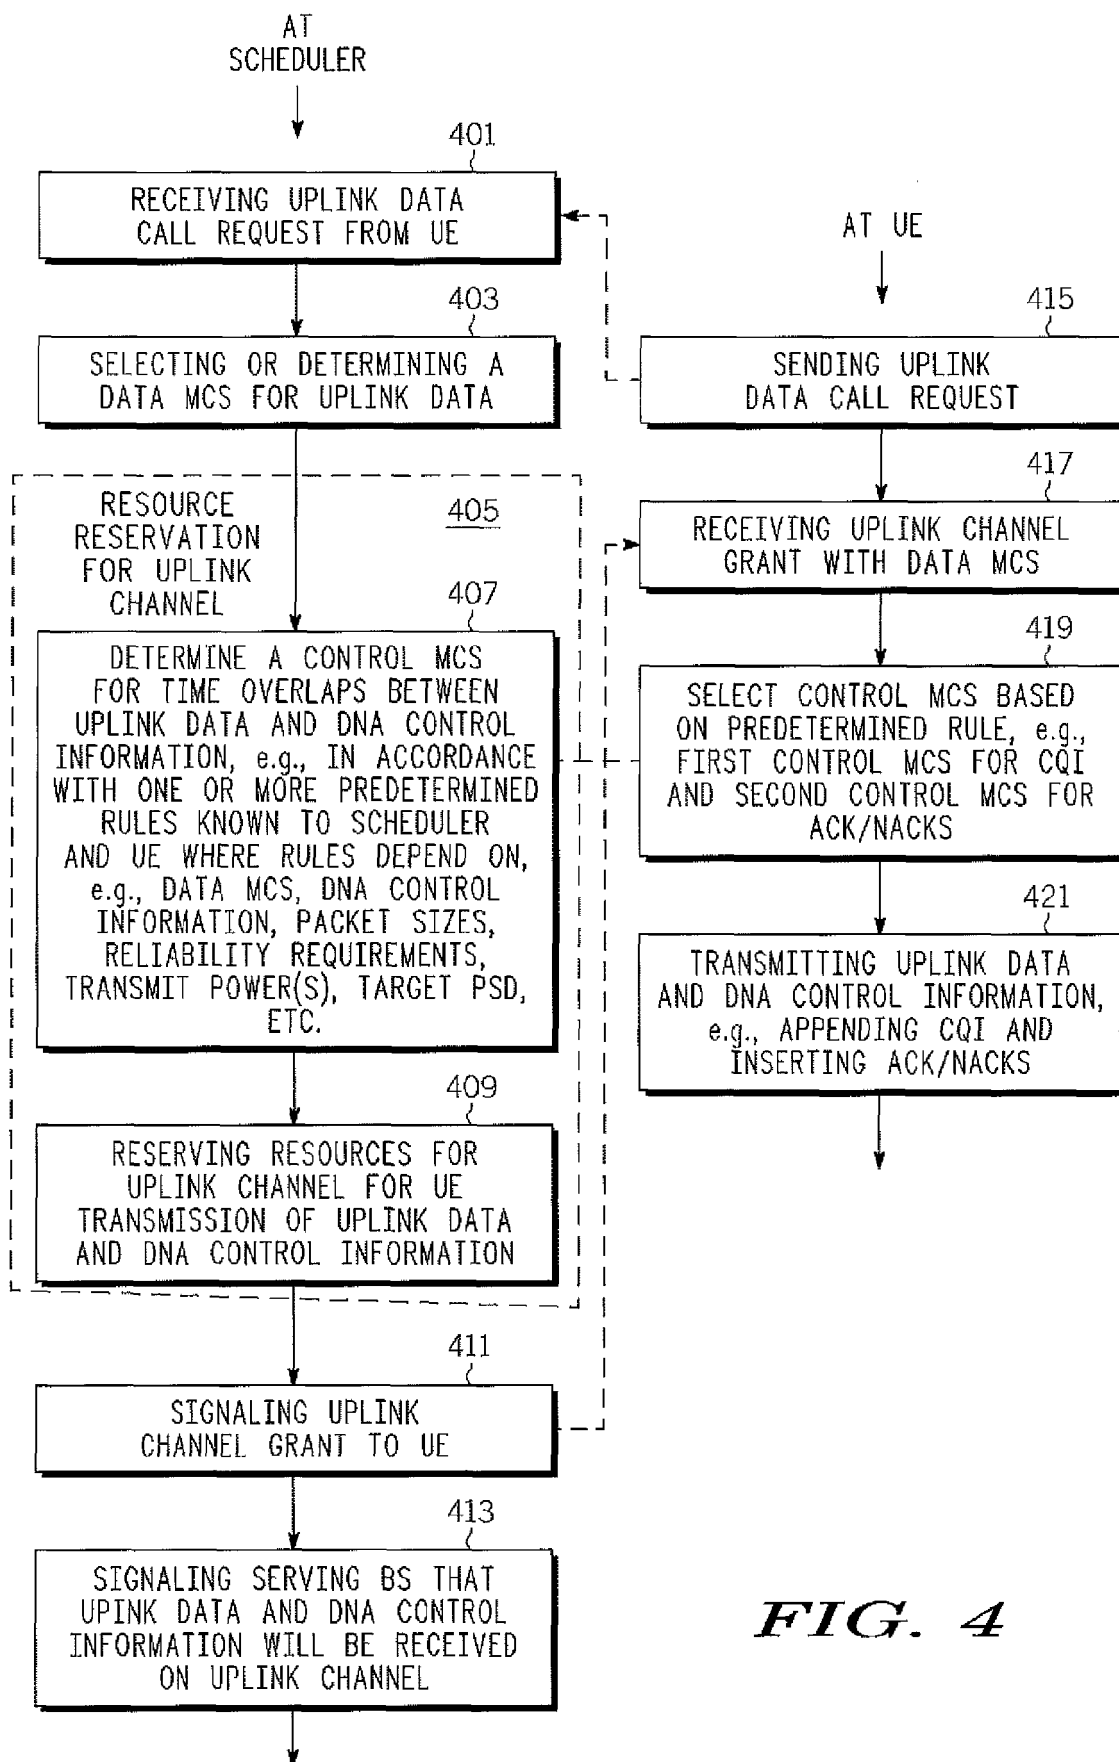 AT
SCHEDULER
401
RECEIVING UPLINK DATA
CALL REQUEST FROM UE
403
SELECTING OR DETERMINING A
DATA MCS FOR UPLINK DATA
RESOURCE
RESERVATION
FOR UPLINK
CHANNEL
405
407
DETERMINE A CONTROL MCS
FOR TIME OVERLAPS BETWEEN
UPLINK DATA AND DNA CONTROL
INFORMATION, e.g., IN ACCORDANCE
WITH ONE OR MORE PREDETERMINED
RULES KNOWN TO SCHEDULER
AND UE WHERE RULES DEPEND ON,
e.g., DATA MCS, DNA CONTROL
INFORMATION, PACKET SIZES,
RELIABILITY REQUIREMENTS,
TRANSMIT POWER(S), TARGET PSD,
ETC.
409
RESERVING RESOURCES FOR
UPLINK CHANNEL FOR UE
TRANSMISSION OF UPLINK DATA
AND DNA CONTROL INFORMATION
411
SIGNALING UPLINK
CHANNEL GRANT TO UE
413
SIGNALING SERVING BS THAT
UPINK DATA AND DNA CONTROL
INFORMATION WILL BE RECEIVED
ON UPLINK CHANNEL
AT UE
415
SENDING UPLINK
DATA CALL REQUEST
417
RECEIVING UPLINK CHANNEL
GRANT WITH DATA MCS
419
SELECT CONTROL MCS BASED
ON PREDETERMINED RULE, e.g.,
FIRST CONTROL MCS FOR CQI
AND SECOND CONTROL MCS FOR
ACK/NACKS
421
TRANSMITTING UPLINK DATA
AND DNA CONTROL INFORMATION,
e.g., APPENDING CQI AND
INSERTING ACK/NACKS
FIG. 4